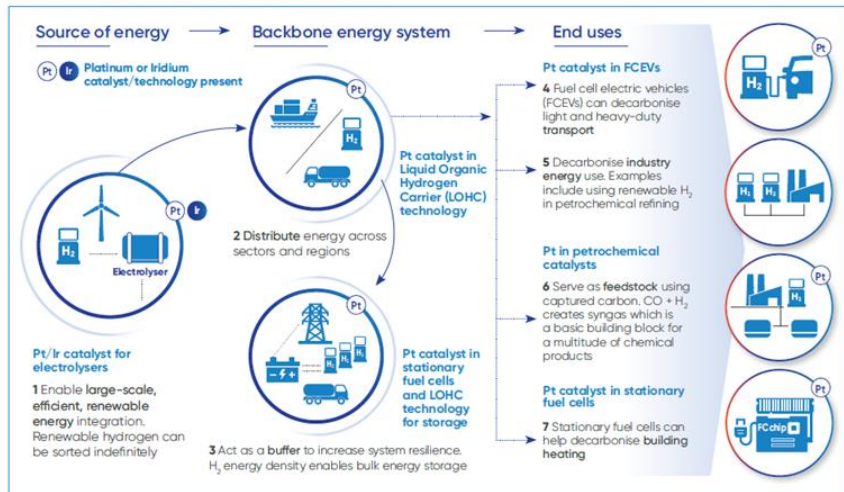 Source of energy
Backbone energy system
End uses
Pt Ir Platinum or Iridium
catalyst/technology present
Pt Ir
H2
Electrolyser
Pt/Ir catalyst for
electrolysers
1 Enable large-scale,
efficient, renewable
energy integration.
Renewable hydrogen can
be sorted indefinitely
Pt
H2
Pt catalyst in
Liquid Organic
Hydrogen
Carrier (LOHC)
technology
2 Distribute energy across
sectors and regions
Pt
H2 H2 H2
Pt catalyst in
stationary
fuel cells
and LOHC
technology
for storage
3 Act as a buffer to increase system resilience.
H2 energy density enables bulk energy storage
Pt catalyst in FCEVs
4 Fuel cell electric vehicles
(FCEVs) can decarbonise
light and heavy-duty
transport
5 Decarbonise industry
energy use. Examples
include using renewable H2
in petrochemical refining
Pt in petrochemical
catalysts
6 Serve as feedstock using
captured carbon. CO + H2
creates syngas which is
a basic building block for
a multitude of chemical
products
Pt catalyst in stationary
fuel cells
7 Stationary fuel cells can
help decarbonise building
heating
Pt
H2
H2 H2
Pt
H2
Pt
FC chip